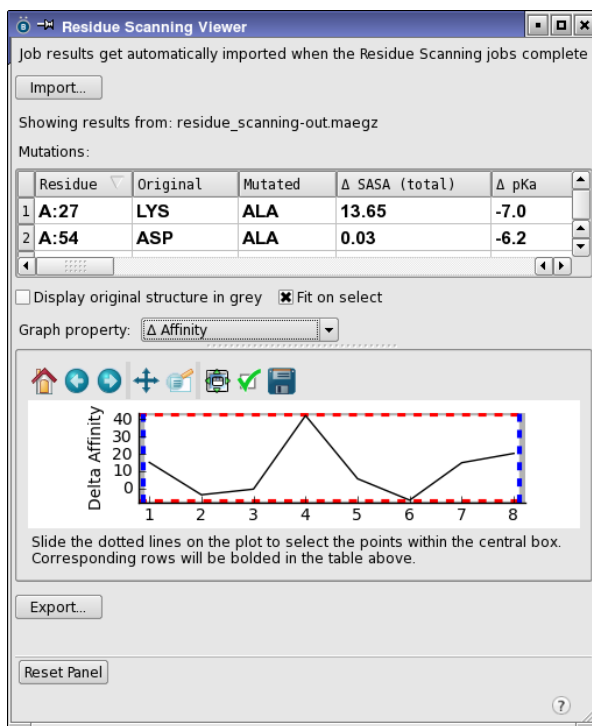 Residue Scanning Viewer
Job results get automatically imported when the Residue Scanning jobs complete
Import...
Showing results from: residue_scanning-out.maegz
Mutations:
Residue Original Mutated Δ SASA (total) Δ pKa
1 A:27 LYS ALA 13.65 -7.0
2 A:54 ASP ALA 0.03 -6.2
Display original structure in grey Fit on select
Graph property: Δ Affinity
Delta Affinity
40
30
20
10
0
1 2 3 4 5 6 7 8
Slide the dotted lines on the plot to select the points within the central box.
Corresponding rows will be bolded in the table above.
Export...
Reset Panel
?